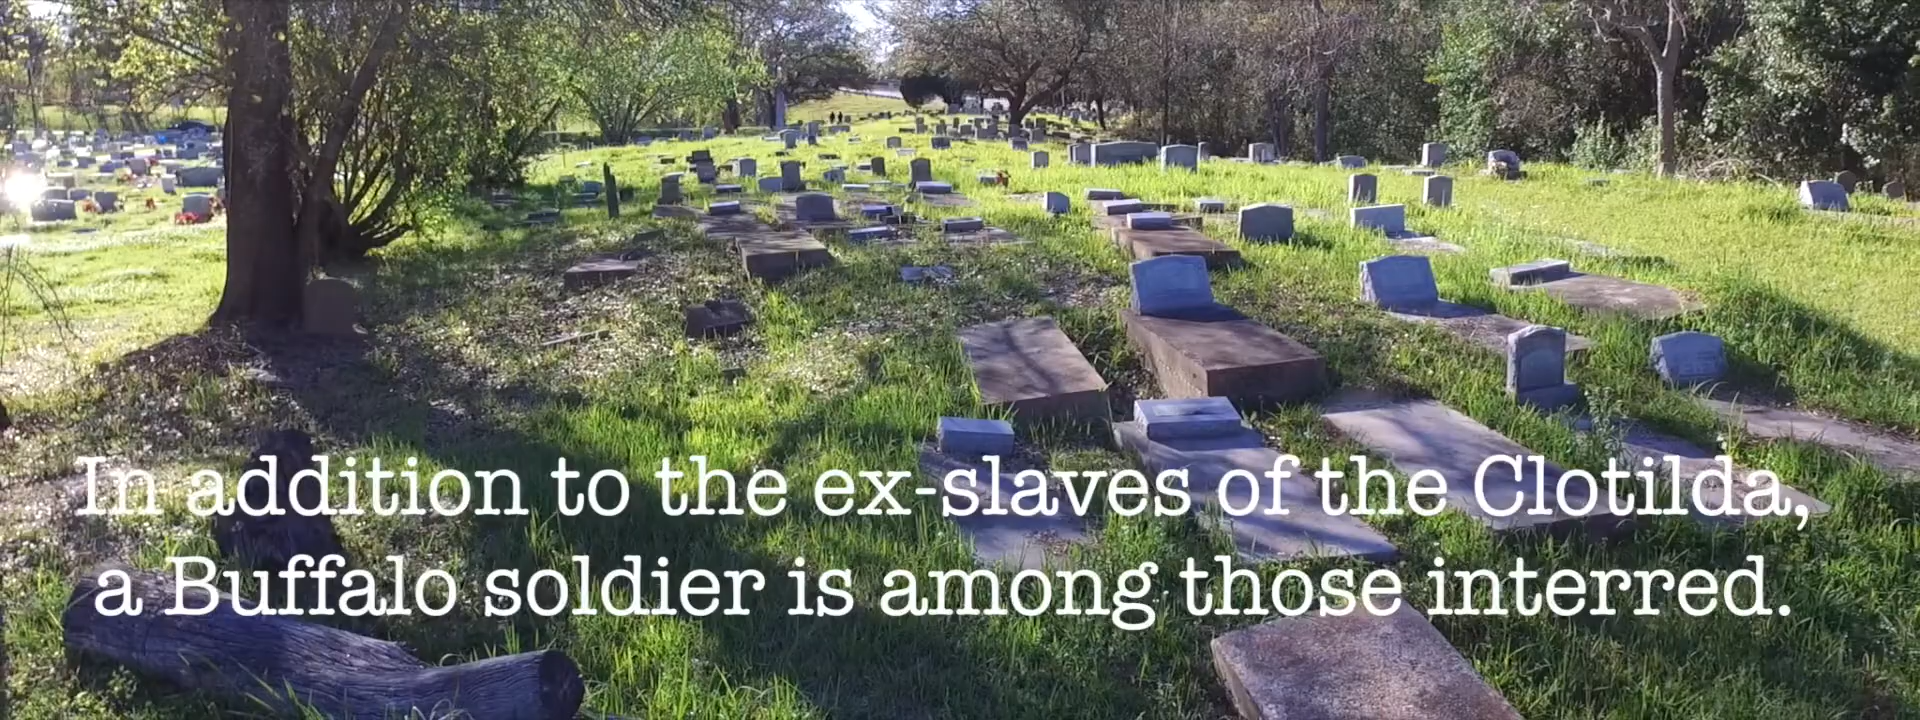 In addition to the ex-slaves of the Clotilda,
a Buffalo soldier is among those interred.